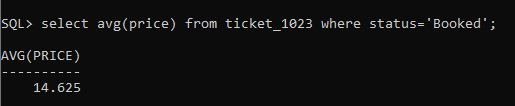 SQL> select avg(price) from ticket_1023 where status='Booked';
AVG(PRICE)
----------
14.625